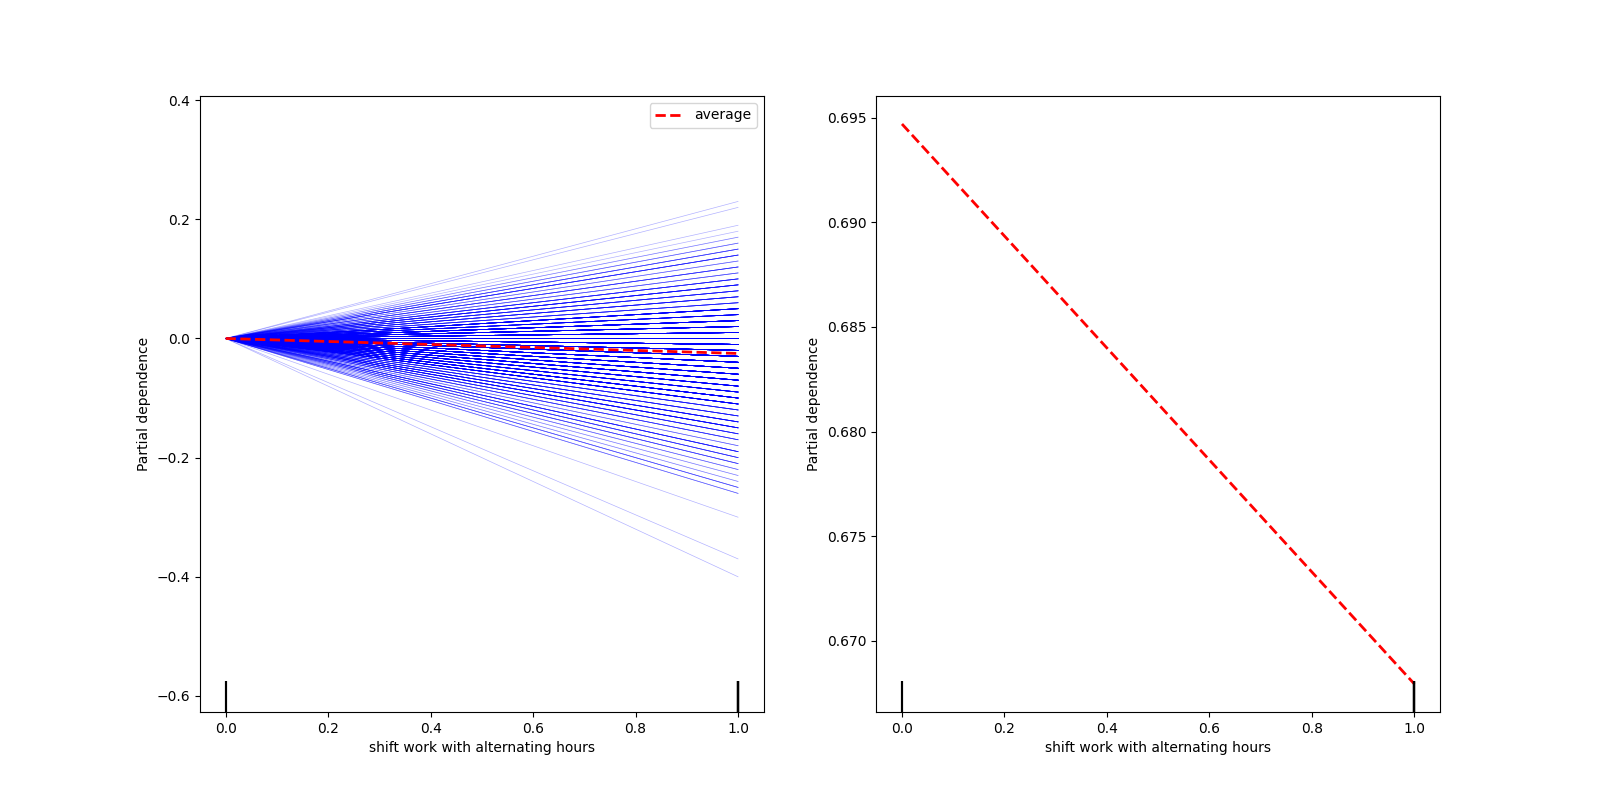 0.4
0.2
0.0
−0.2
−0.4
−0.6
Partial dependence
0.0 0.2 0.4 0.6 0.8 1.0
shift work with alternating hours
average
0.695
0.690
0.685
0.680
0.675
0.670
Partial dependence
0.0 0.2 0.4 0.6 0.8 1.0
shift work with alternating hours